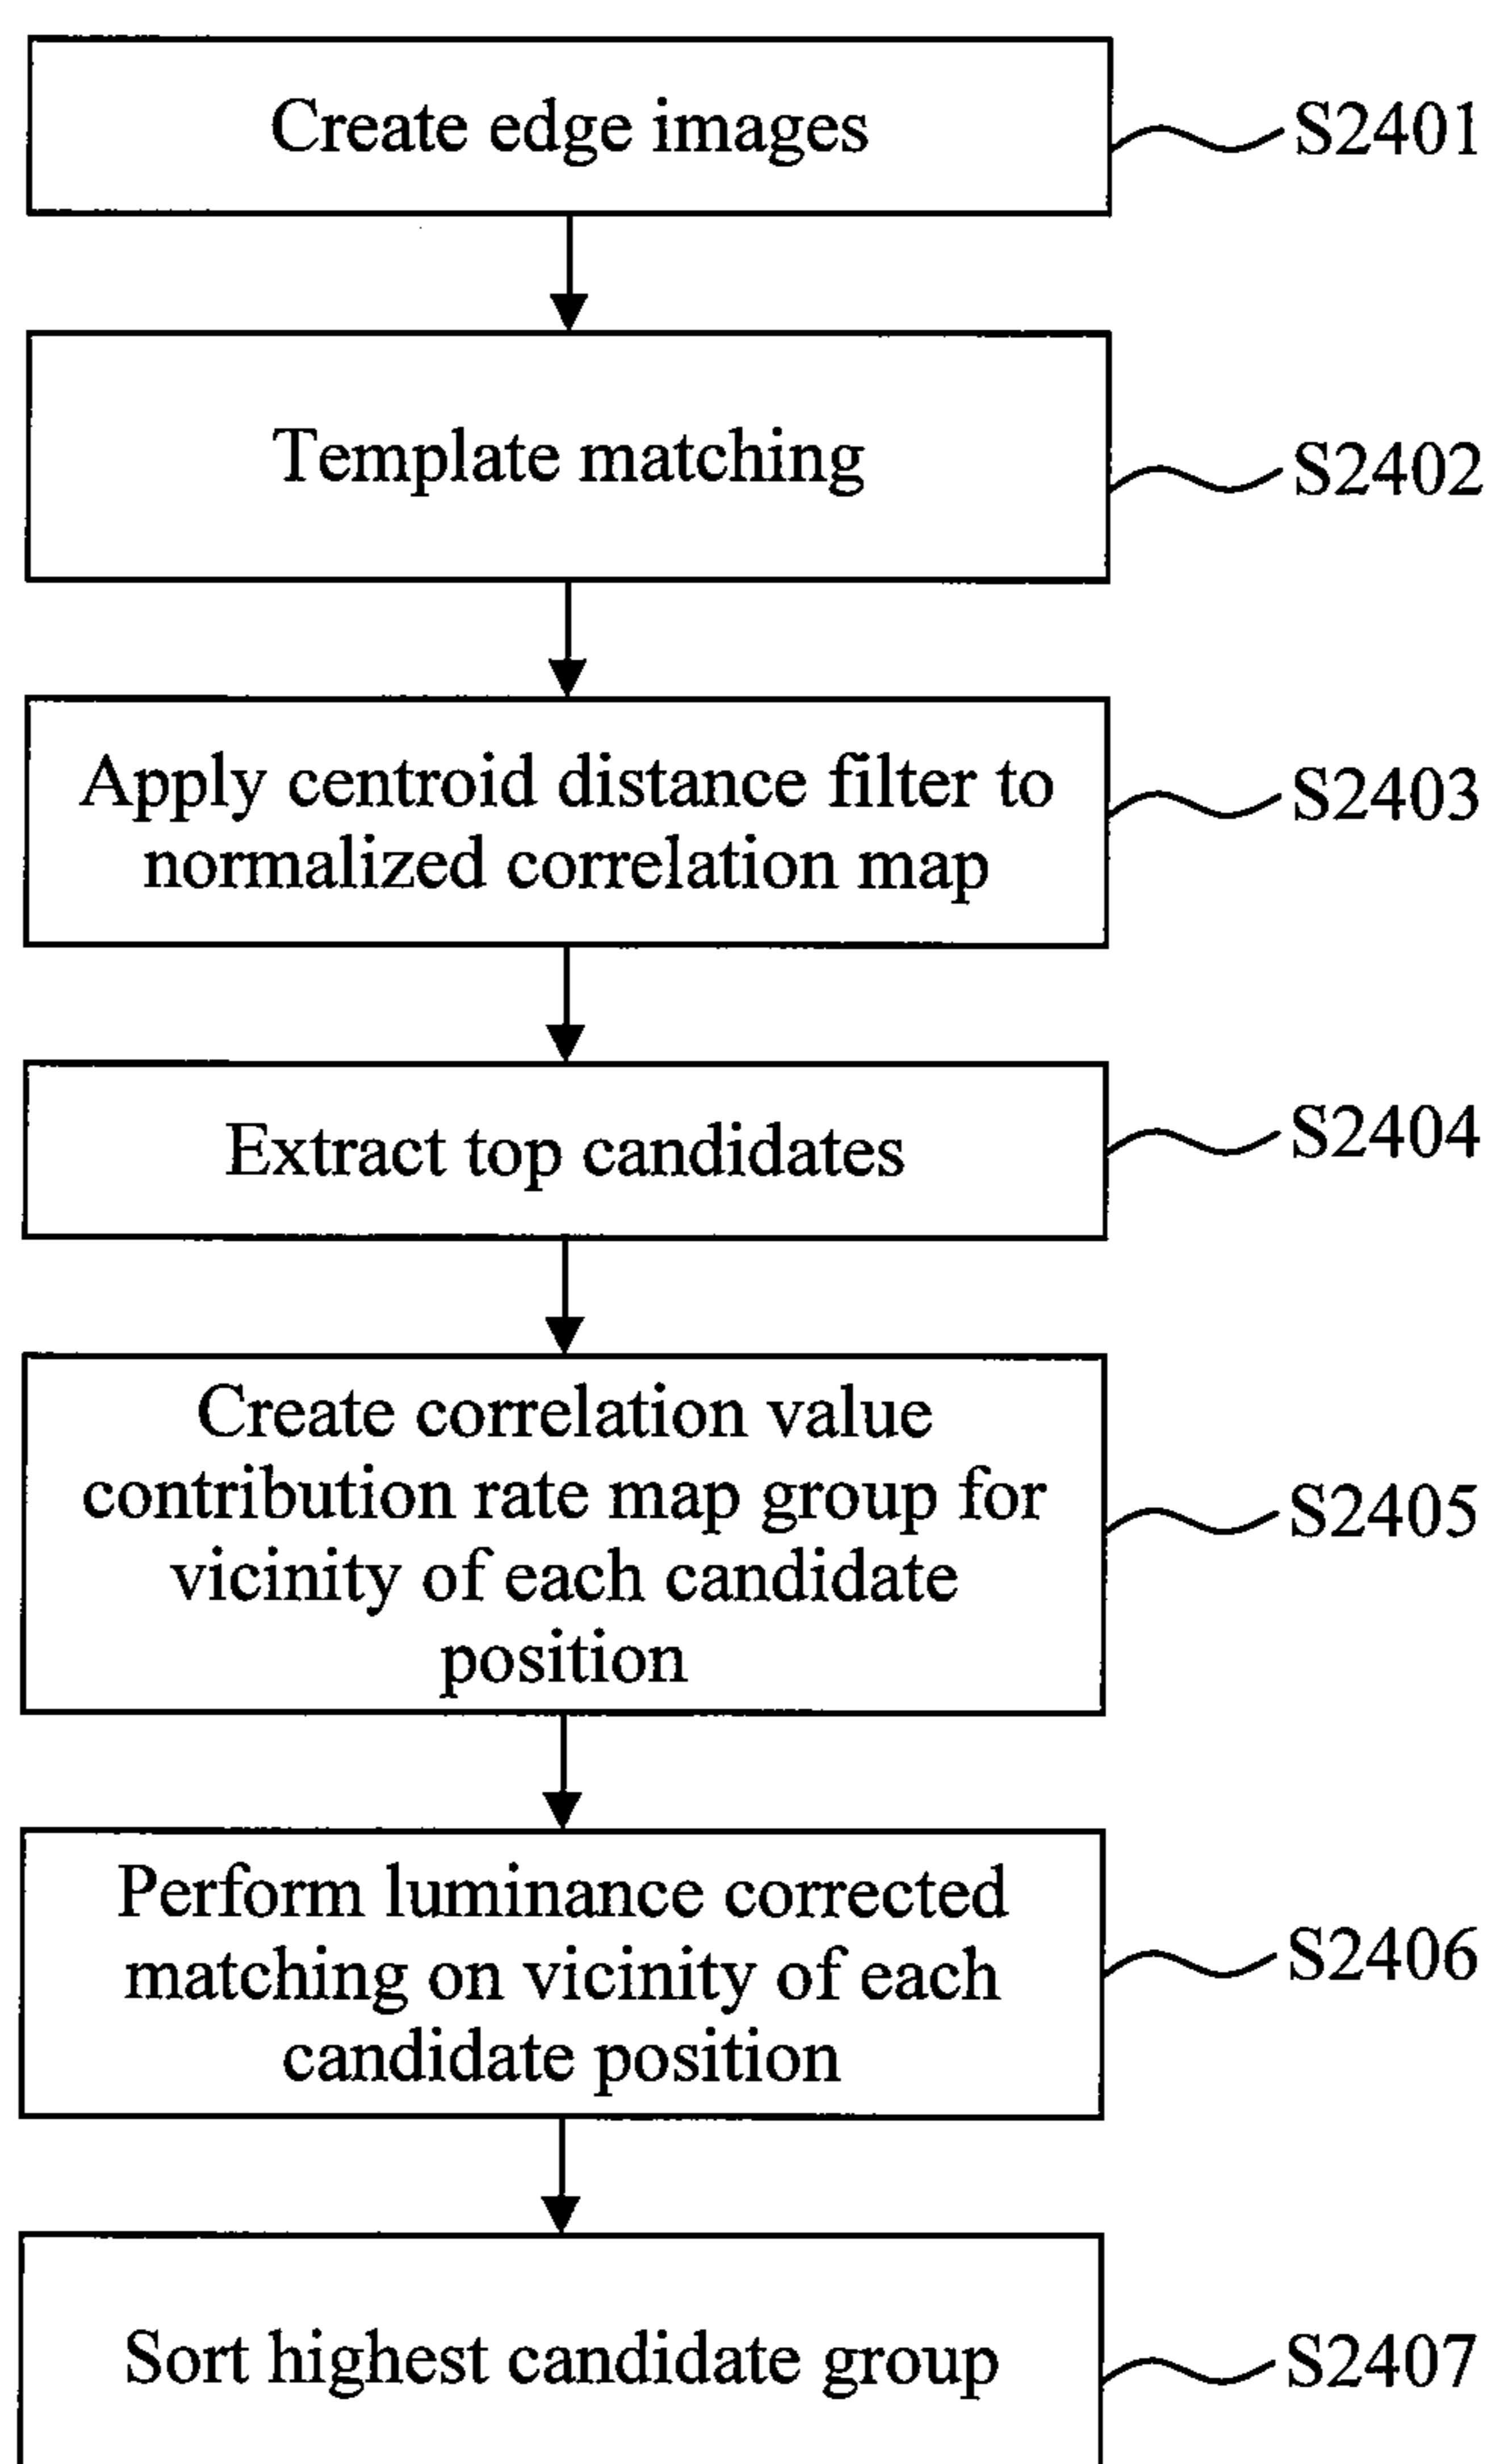 Create edge images
S2401
Template matching
S2402
Apply centroid distance filter to
normalized correlation map
S2403
Extract top candidates
S2404
Create correlation value
contribution rate map group for
vicinity of each candidate
position
S2405
Perform luminance corrected
matching on vicinity of each
candidate position
S2406
Sort highest candidate group
S2407